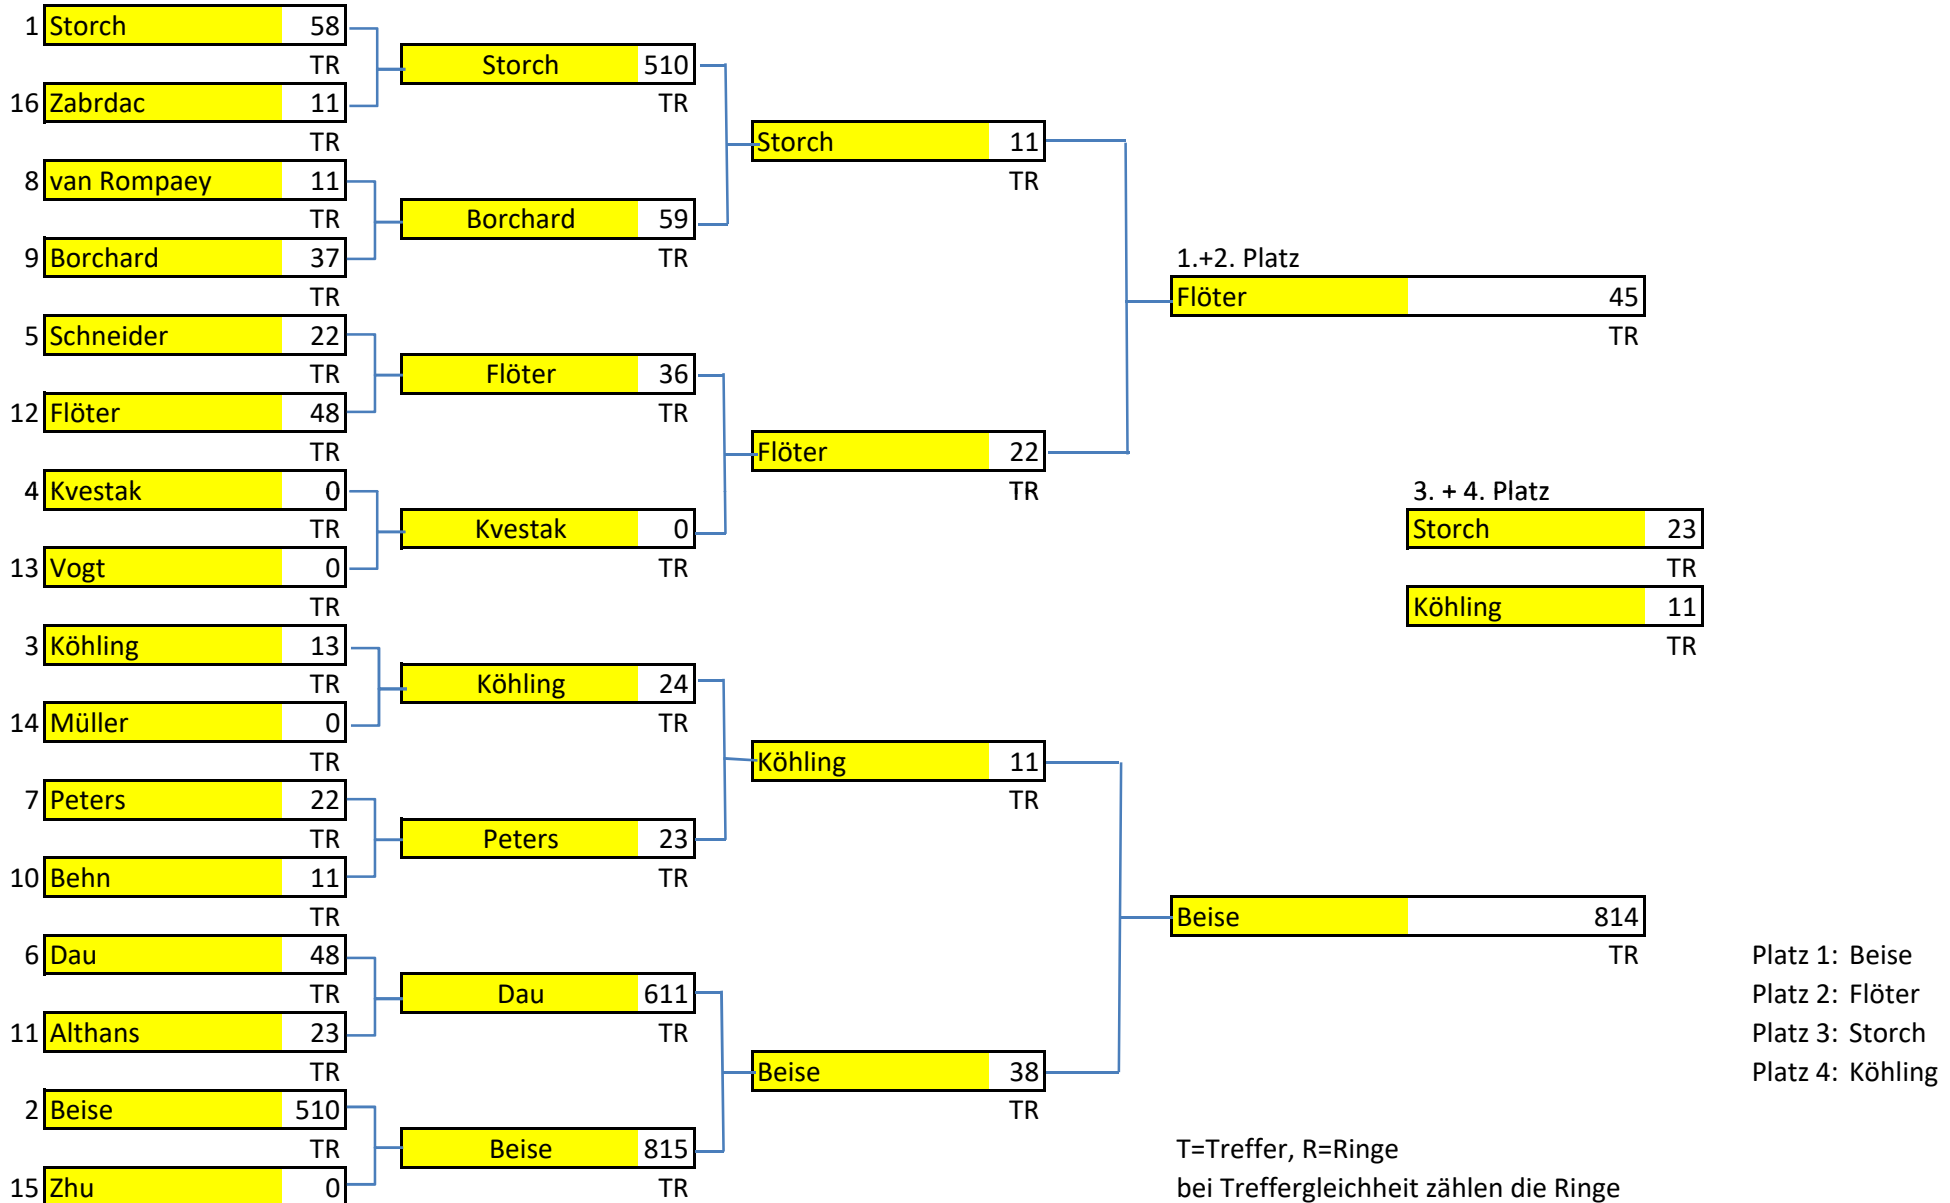 1 Storch 58
TR
16 Zabrdac 11
TR
8 van Rompaey 11
TR
9 Borchard 37
TR
5 Schneider 22
TR
12 Flöter 48
TR
4 Kvestak 0
TR
13 Vogt 0
TR
3 Köhling 13
TR
14 Müller 0
TR
7 Peters 22
TR
10 Behn 11
TR
6 Dau 48
TR
11 Althans 23
TR
2 Beise 510
TR
15 Zhu 0
Storch 510
TR
Borchard 59
TR
Flöter 36
TR
Kvestak 0
TR
Köhling 24
TR
Peters 23
TR
Dau 611
TR
Beise 815
TR
Storch 11
TR
Flöter 22
TR
Köhling 11
TR
Beise 38
TR
1.+2. Platz
Flöter 45
TR
Beise 814
TR
3. + 4. Platz
Storch 23
TR
Köhling 11
TR
Platz 1: Beise
Platz 2: Flöter
Platz 3: Storch
Platz 4: Köhling
T=Treffer, R=Ringe
bei Treffergleichheit zählen die Ringe